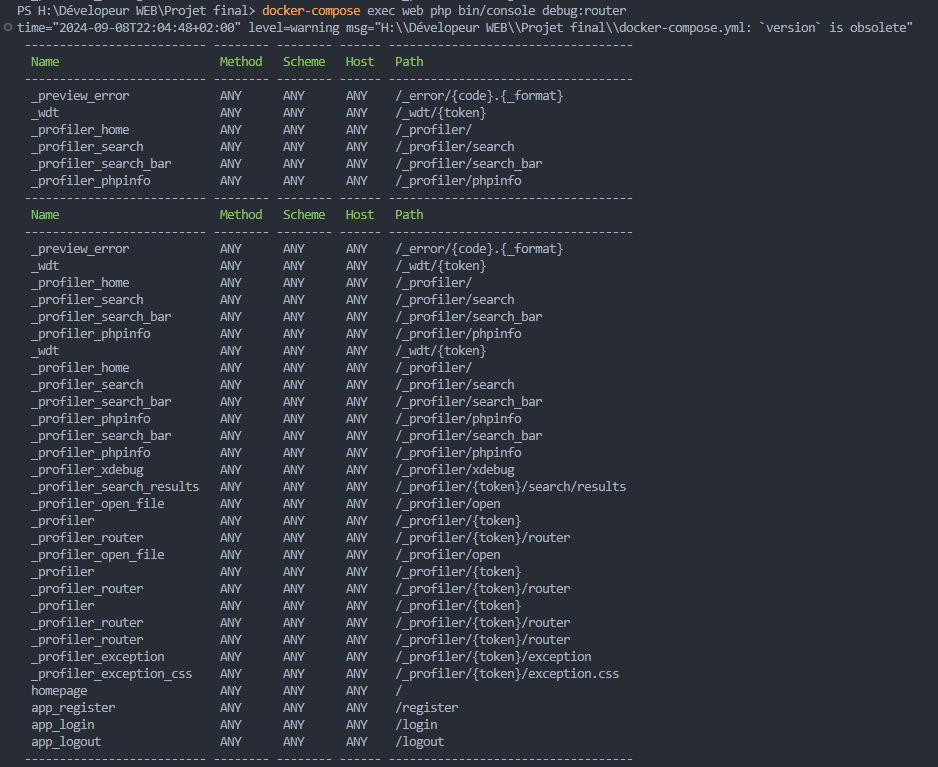 PS H:\Dévelopeur WEB\Projet final> docker-compose exec web php bin/console debug:router
time="2024-09-08T22:04:48+02:00" level=warning msg="H:\\Dévelopeur WEB\\Projet final\\docker-compose.yml: `version` is obsolete"
-------------------------- -------- -------- ------ -----------------------------------
Name Method Scheme Host Path
-------------------------- -------- -------- ------ -----------------------------------
_preview_error ANY ANY ANY /_error/{code}.{_format}
_wdt ANY ANY ANY /_wdt/{token}
_profiler_home ANY ANY ANY /_profiler/
_profiler_search ANY ANY ANY /_profiler/search
_profiler_search_bar ANY ANY ANY /_profiler/search_bar
_profiler_phpinfo ANY ANY ANY /_profiler/phpinfo
-------------------------- -------- -------- ------ -----------------------------------
Name Method Scheme Host Path
-------------------------- -------- -------- ------ -----------------------------------
_preview_error ANY ANY ANY /_error/{code}.{_format}
_wdt ANY ANY ANY /_wdt/{token}
_profiler_home ANY ANY ANY /_profiler/
_profiler_search ANY ANY ANY /_profiler/search
_profiler_search_bar ANY ANY ANY /_profiler/search_bar
_profiler_phpinfo ANY ANY ANY /_profiler/phpinfo
_wdt ANY ANY ANY /_wdt/{token}
_profiler_home ANY ANY ANY /_profiler/
_profiler_search ANY ANY ANY /_profiler/search
_profiler_search_bar ANY ANY ANY /_profiler/search_bar
_profiler_phpinfo ANY ANY ANY /_profiler/phpinfo
_profiler_search_bar ANY ANY ANY /_profiler/search_bar
_profiler_phpinfo ANY ANY ANY /_profiler/phpinfo
_profiler_xdebug ANY ANY ANY /_profiler/xdebug
_profiler_search_results ANY ANY ANY /_profiler/{token}/search/results
_profiler_open_file ANY ANY ANY /_profiler/open
_profiler ANY ANY ANY /_profiler/{token}
_profiler_router ANY ANY ANY /_profiler/{token}/router
_profiler_open_file ANY ANY ANY /_profiler/open
_profiler ANY ANY ANY /_profiler/{token}
_profiler_router ANY ANY ANY /_profiler/{token}/router
_profiler ANY ANY ANY /_profiler/{token}
_profiler_router ANY ANY ANY /_profiler/{token}/router
_profiler_router ANY ANY ANY /_profiler/{token}/router
_profiler_exception ANY ANY ANY /_profiler/{token}/exception
_profiler_exception_css ANY ANY ANY /_profiler/{token}/exception.css
homepage ANY ANY ANY /
app_register ANY ANY ANY /register
app_login ANY ANY ANY /login
app_logout ANY ANY ANY /logout
-------------------------- -------- -------- ------ -----------------------------------